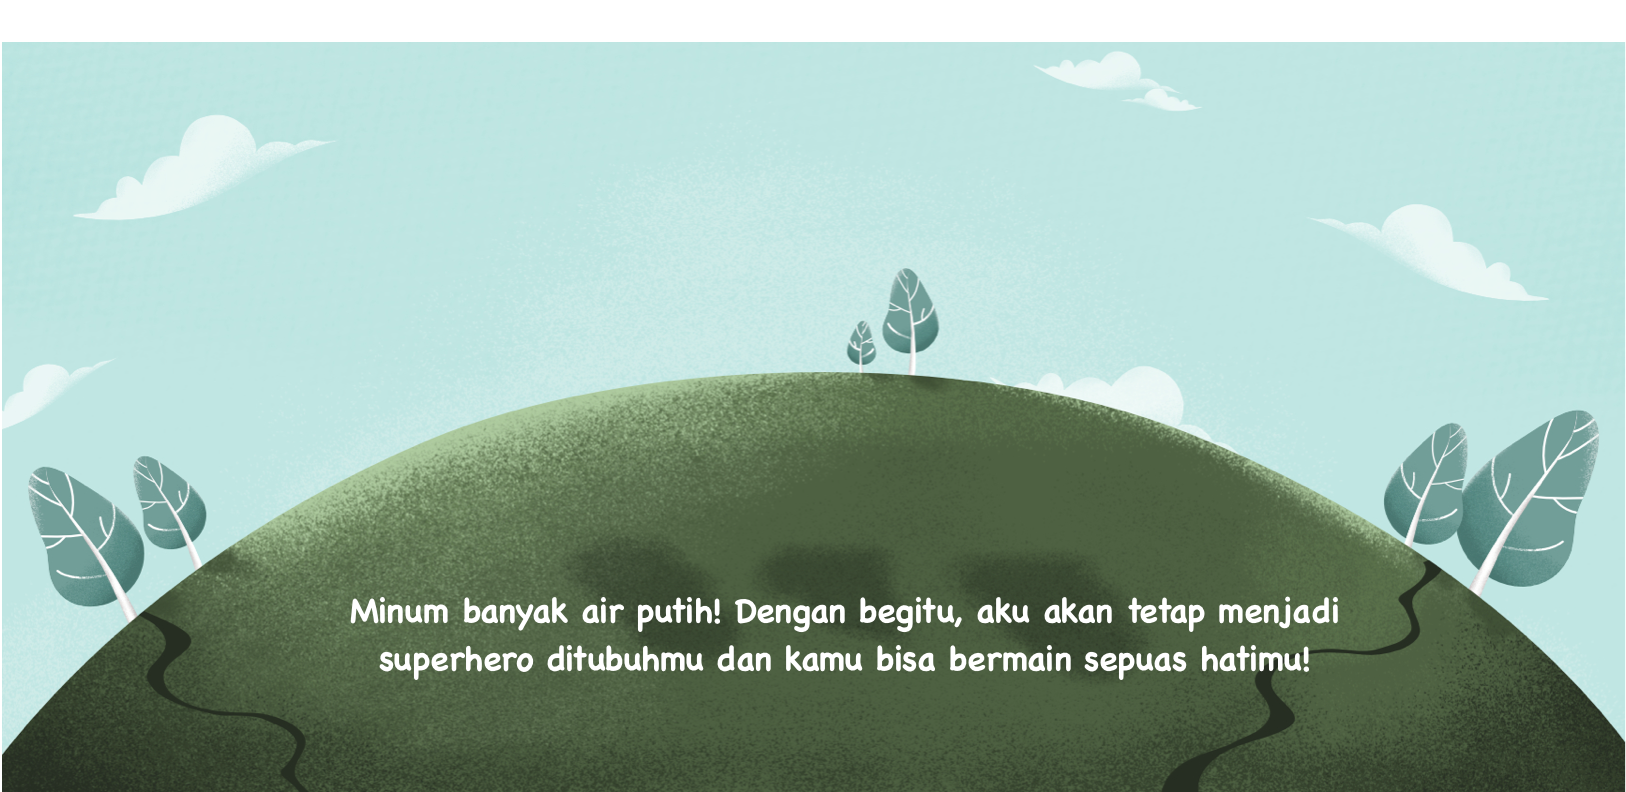 Minum banyak air putih! Dengan begitu, aku akan tetap menjadi
superhero ditubuhmu dan kamu bisa bermain sepuas hatimu!